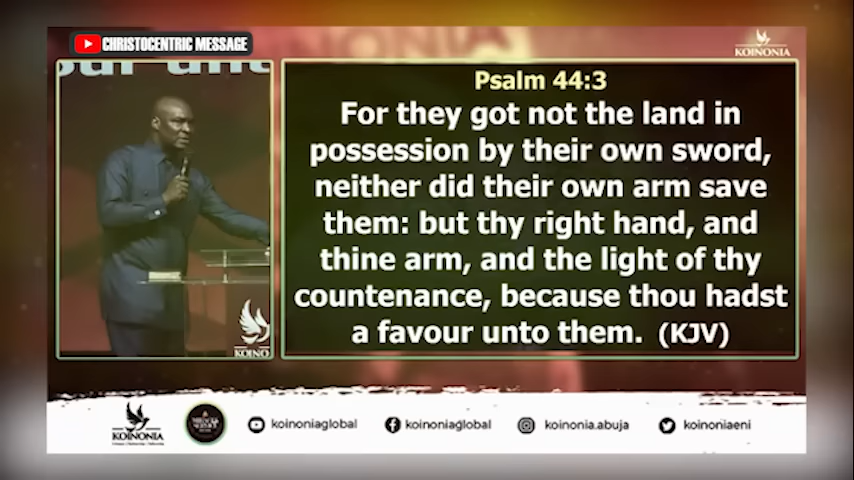 CHRISTOCENTRIC MESSAGE
KOINONIA
Psalm 44:3
For they got not the land in
possession by their own sword,
neither did their own arm save
them: but thy right hand, and
thine arm, and the light of thy
countenance, because thou hadst
a favour unto them. (KJV)
KOINO
KOINONIA
koinoniaglobal
koinoniaglobal
koinonia.abuja
koinoniaeni